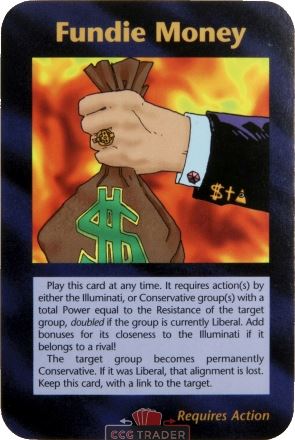 Fundie Money
$
Play this card at any time. It requires action(s) by
either the Illuminati, or Conservative group(s) with a
total Power equal to the Resistance of the target
group, doubled if the group is currently Liberal. Add
bonuses for its closeness to the Illuminati if it
belongs to a rival!
The target group becomes permanently
Conservative. If it was Liberal, that alignment is lost.
Keep this card, with a link to the target.
Requires Action
CCG TRADER